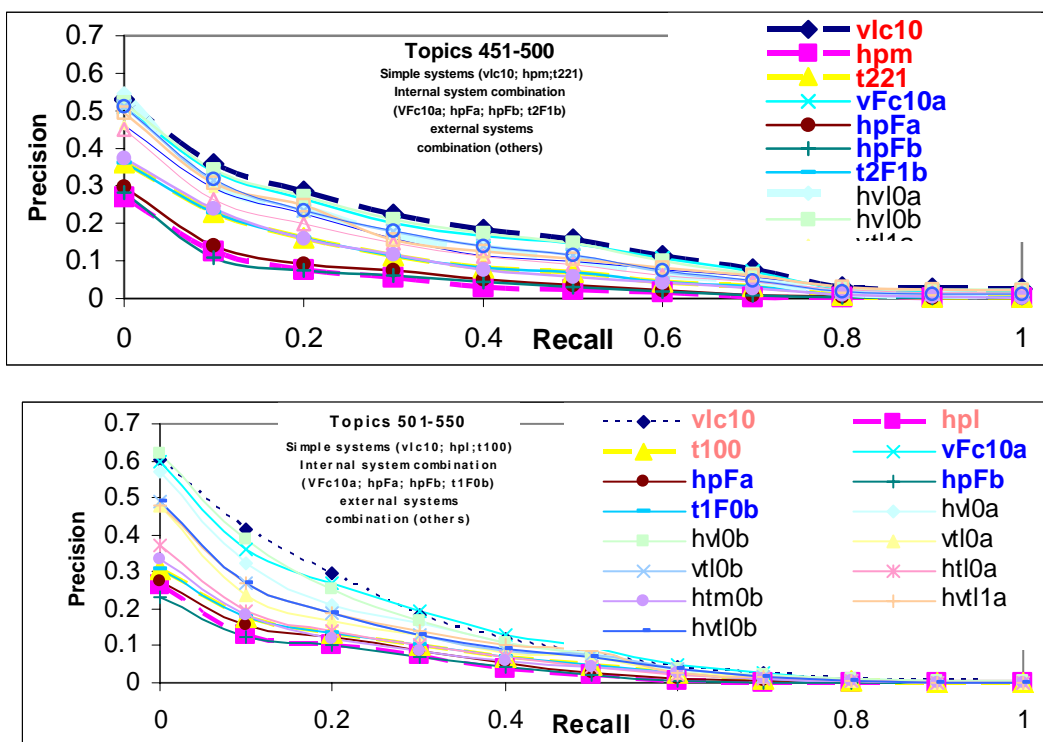 0.7
0.6
0.5
0.4
0.3
0.2
0.1
0
Precision
Topics 451-500
Simple systems (vlc10; hpm;t221)
Internal system combination
(VFc10a; hpFa; hpFb; t2F1b)
external systems
combination (others)
vlc10
hpm
t221
vFc10a
hpFa
hpFb
t2F1b
hvl0a
hvl0b
vtl1a
0 0.2 0.4 0.6 0.8 1
Recall
0.7
0.6
0.5
0.4
0.3
0.2
0.1
0
Precision
Topics 501-550
Simple systems (vlc10; hpl;t100)
Internal system combination
(VFc10a; hpFa; hpFb; t1F0b)
external systems
combination (others)
vlc10 hpl
t100 vFc10a
hpFa hpFb
t1F0b hvl0a
hvl0b vtl0a
vtl0b htl0a
htm0b hvtl1a
hvtl0b
0 0.2 0.4 0.6 0.8 1
Recall